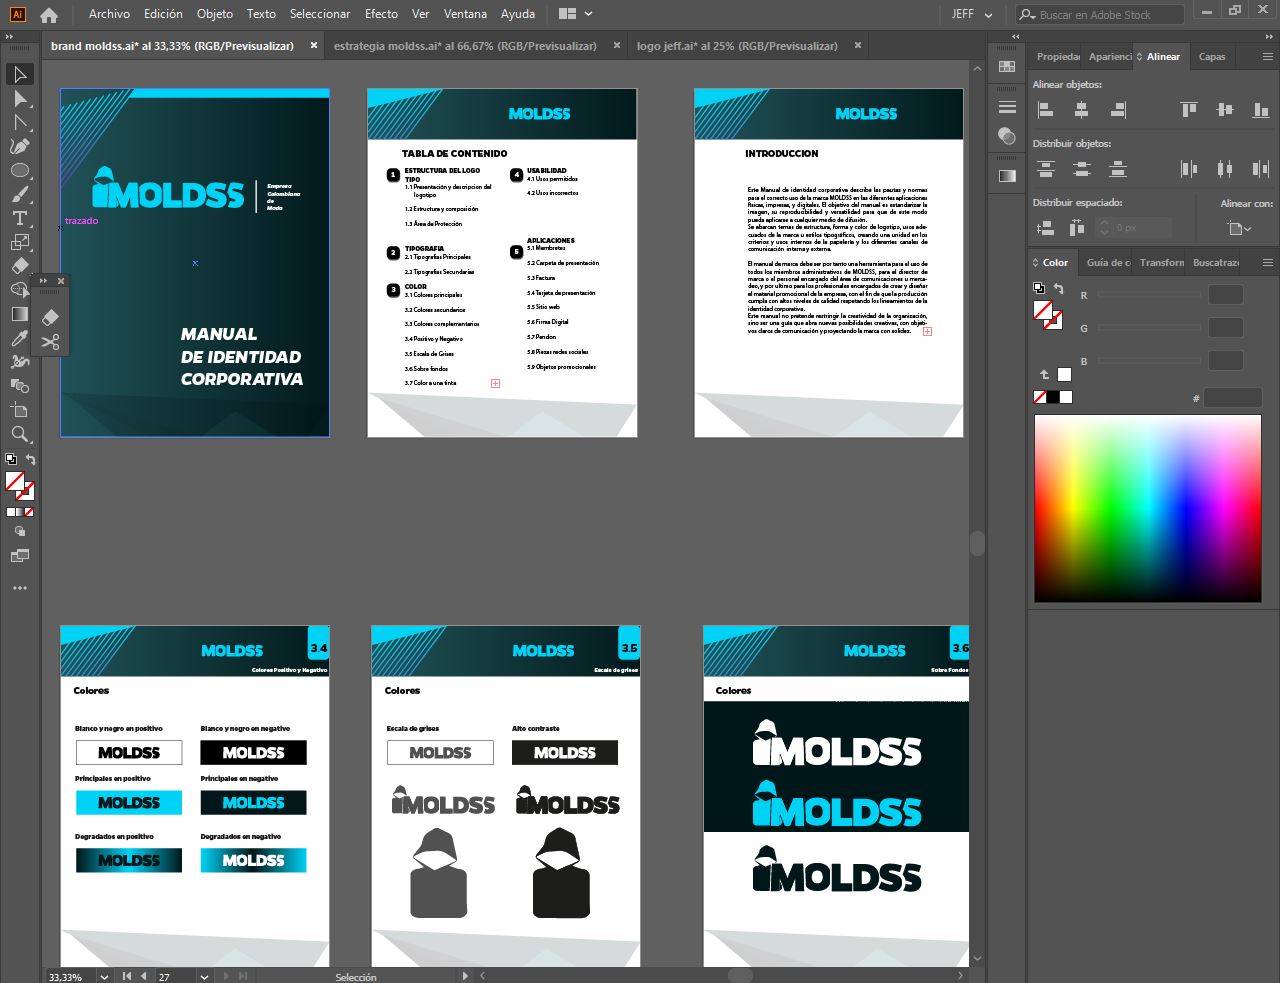 Ai
Archivo Edición Objeto Texto Seleccionar Efecto Ver Ventana Ayuda
JEFF
Buscar en Adobe Stock
brand moldss.ai* al 33,33% (RGB/Previsualizar)
estrategia moldss.ai* al 66,67% (RGB/Previsualizar)
logo jeff.ai* al 25% (RGB/Previsualizar)
MOLDSS
Empresa
Colombiana
de
Moda
trazado
MANUAL
DE IDENTIDAD
CORPORATIVA
MOLDSS
TABLA DE CONTENIDO
1 ESTRUCTURA DEL LOGO
TIPO
1.1 Presentación y descripcion del
logotipo
1.2 Estructura y composición
1.3 Área de Protección
2 TIPOGRAFIA
2.1 Tipografias Principales
2.2 Tipografias Secundarias
3 COLOR
3.1 Colores principales
3.2 Colores secundarios
3.3 Colores complementarios
3.4 Positivo y Negativo
3.5 Escala de Grises
3.6 Sobre fondos
3.7 Color a una tinta
4 USABILIDAD
4.1 Usos permitidos
4.2 Usos incorrectos
5 APLICACIONES
5.1 Membretes
5.2 Carpeta de presentación
5.3 Factura
5.4 Tarjeta de presentación
5.5 Sitio web
5.6 Firma Digital
5.7 Pendon
5.8 Piezas redes sociales
5.9 Objetos promocionales
MOLDSS
INTRODUCCION
Este Manual de identidad corporativa describe las pautas y normas
para el correcto uso de la marca MOLDSS en las diferentes aplicaciones
físicas, impresas, y digitales. El objetivo del manual es estandarizar la
imagen, su reproducibilidad y versatilidad para que de este modo
pueda aplicarse a cualquier medio de difusión.
Se abarcan temas de estructura, forma y color de logotipo, usos ade-
cuados de la marca u estilos tipográficos, creando una unidad en los
criterios y usos internos de la papelería y los diferentes canales de
comunicación interna y externa.
El manual de marca debe ser por tanto una herramienta para el uso de
todos los miembros administrativos de MOLDSS, para el director de
marca o el personal encargado del área de comunicaciones u merca-
deo, y por ultimo para los profesionales encargados de crear y diseñar
el material promocional de la empresa, con el fin de que la producción
cumpla con altos niveles de calidad respetando los lineamientos de la
identidad corporativa.
Este manual no pretende restringir la creatividad de la organización,
sino ser una guía que abra nuevas posibilidades creativas, con objeti-
vos claros de comunicación y proyectando la marca con solidez.
MOLDSS
3.4
Colores Positivo y Negativo
Colores
Blanco y negro en positivo
Blanco y negro en negativo
MOLDSS
MOLDSS
Principales en positivo
Principales en negativo
MOLDSS
MOLDSS
Degradados en positivo
Degradados en negativo
MOLDSS
MOLDSS
MOLDSS
3.5
Escala de grises
Colores
Escala de grises
Alto contraste
MOLDSS
MOLDSS
MOLDSS
MOLDSS
MOLDSS
3.6
Sobre Fondos
Colores
MOLDSS
MOLDSS
MOLDSS
33,33%
27
Selección
Propiedad
Aparienci
Alinear
Capas
Alinear objetos:
Distribuir objetos:
Distribuir espaciado:
Alinear con:
0 px
Color
Guía de c
Transform
Buscatraz
R
G
B
#